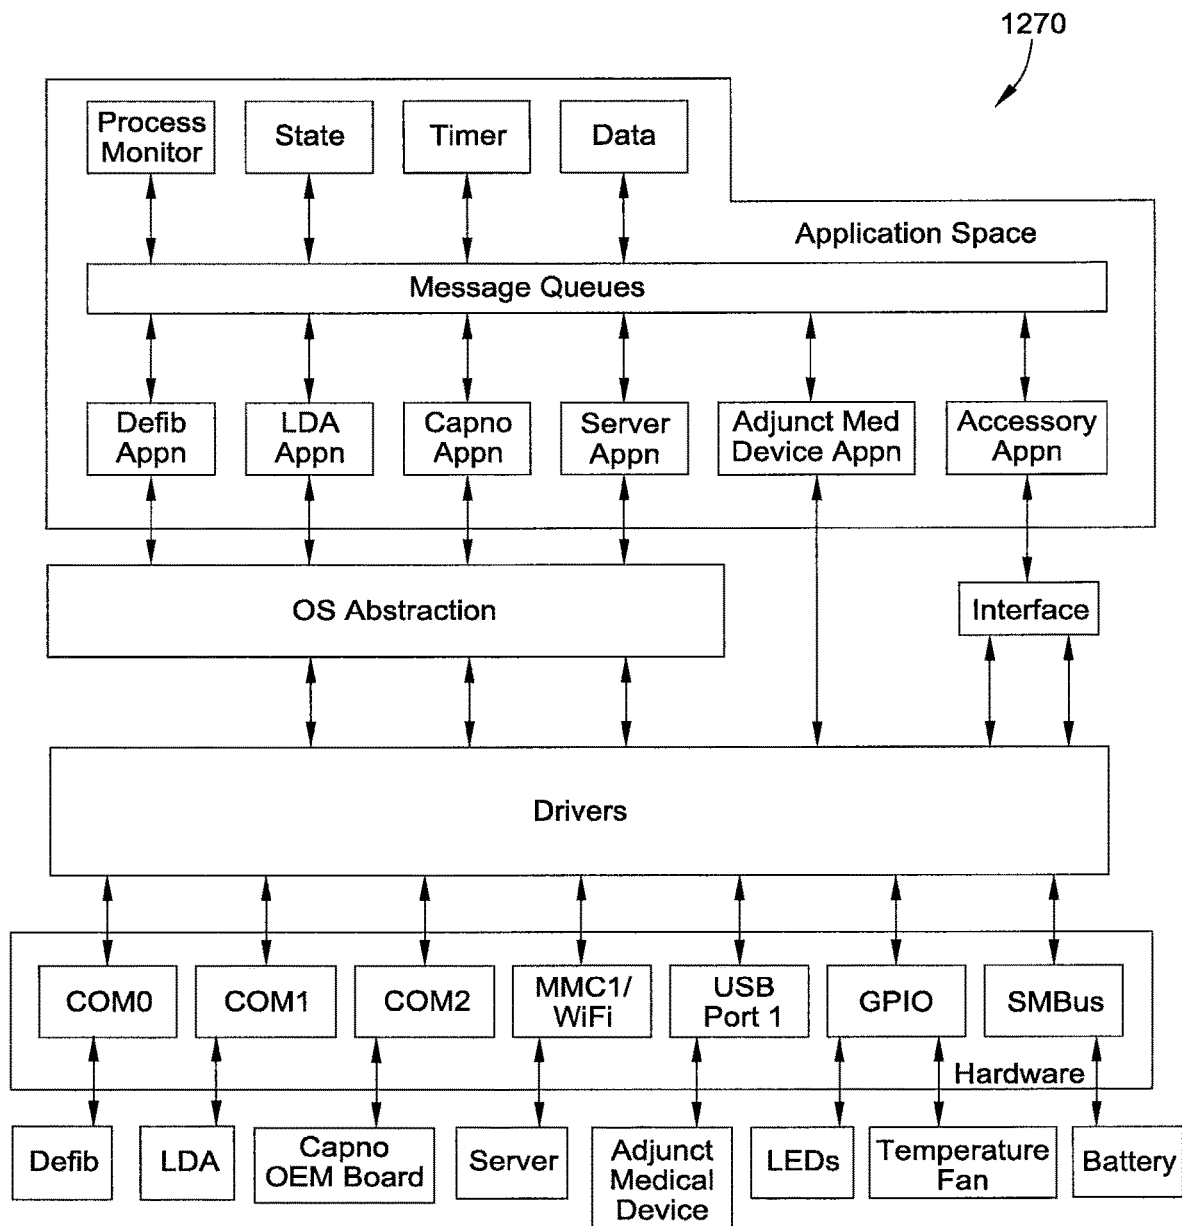 1270
Process
Monitor
State
Timer
Data
Application Space
Message Queues
Defib
Appn
LDA
Appn
Capno
Appn
Server
Appn
Adjunct Med
Device Appn
Accessory
Appn
OS Abstraction
Interface
Drivers
COM0
COM1
COM2
MMC1/
WiFi
USB
Port 1
GPIO
SMBus
Hardware
Defib
LDA
Capno
OEM Board
Server
Adjunct
Medical
Device
LEDs
Temperature
Fan
Battery